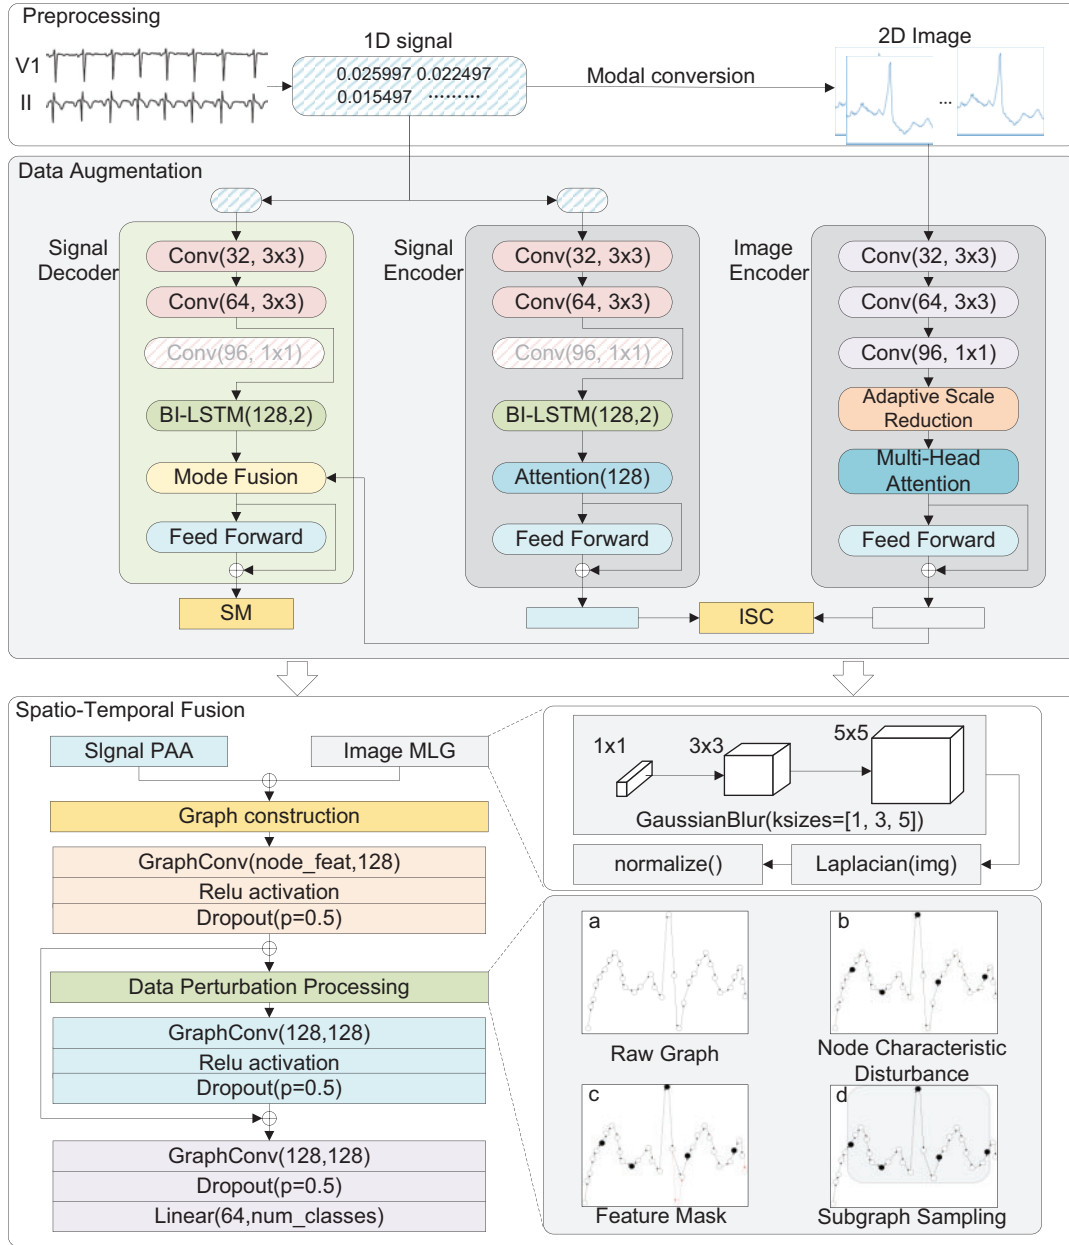 Preprocessing
V1
II
1D signal
0.025997 0.022497
0.015497 .........
Modal conversion
2D Image
...
Data Augmentation
Signal
Decoder
Conv(32, 3x3)
Conv(64, 3x3)
Conv(96, 1x1)
BI-LSTM(128,2)
Mode Fusion
Feed Forward
SM
Signal
Encoder
Conv(32, 3x3)
Conv(64, 3x3)
Conv(96, 1x1)
BI-LSTM(128,2)
Attention(128)
Feed Forward
ISC
Image
Encoder
Conv(32, 3x3)
Conv(64, 3x3)
Conv(96, 1x1)
Adaptive Scale
Reduction
Multi-Head
Attention
Feed Forward
Spatio-Temporal Fusion
SIgnal PAA
Image MLG
Graph construction
GraphConv(node_feat,128)
Relu activation
Dropout(p=0.5)
Data Perturbation Processing
GraphConv(128,128)
Relu activation
Dropout(p=0.5)
GraphConv(128,128)
Dropout(p=0.5)
Linear(64,num_classes)
1x1
3x3
5x5
GaussianBlur(ksizes=[1, 3, 5])
normalize()
Laplacian(img)
a
Raw Graph
b
Node Characteristic
Disturbance
c
Feature Mask
d
Subgraph Sampling